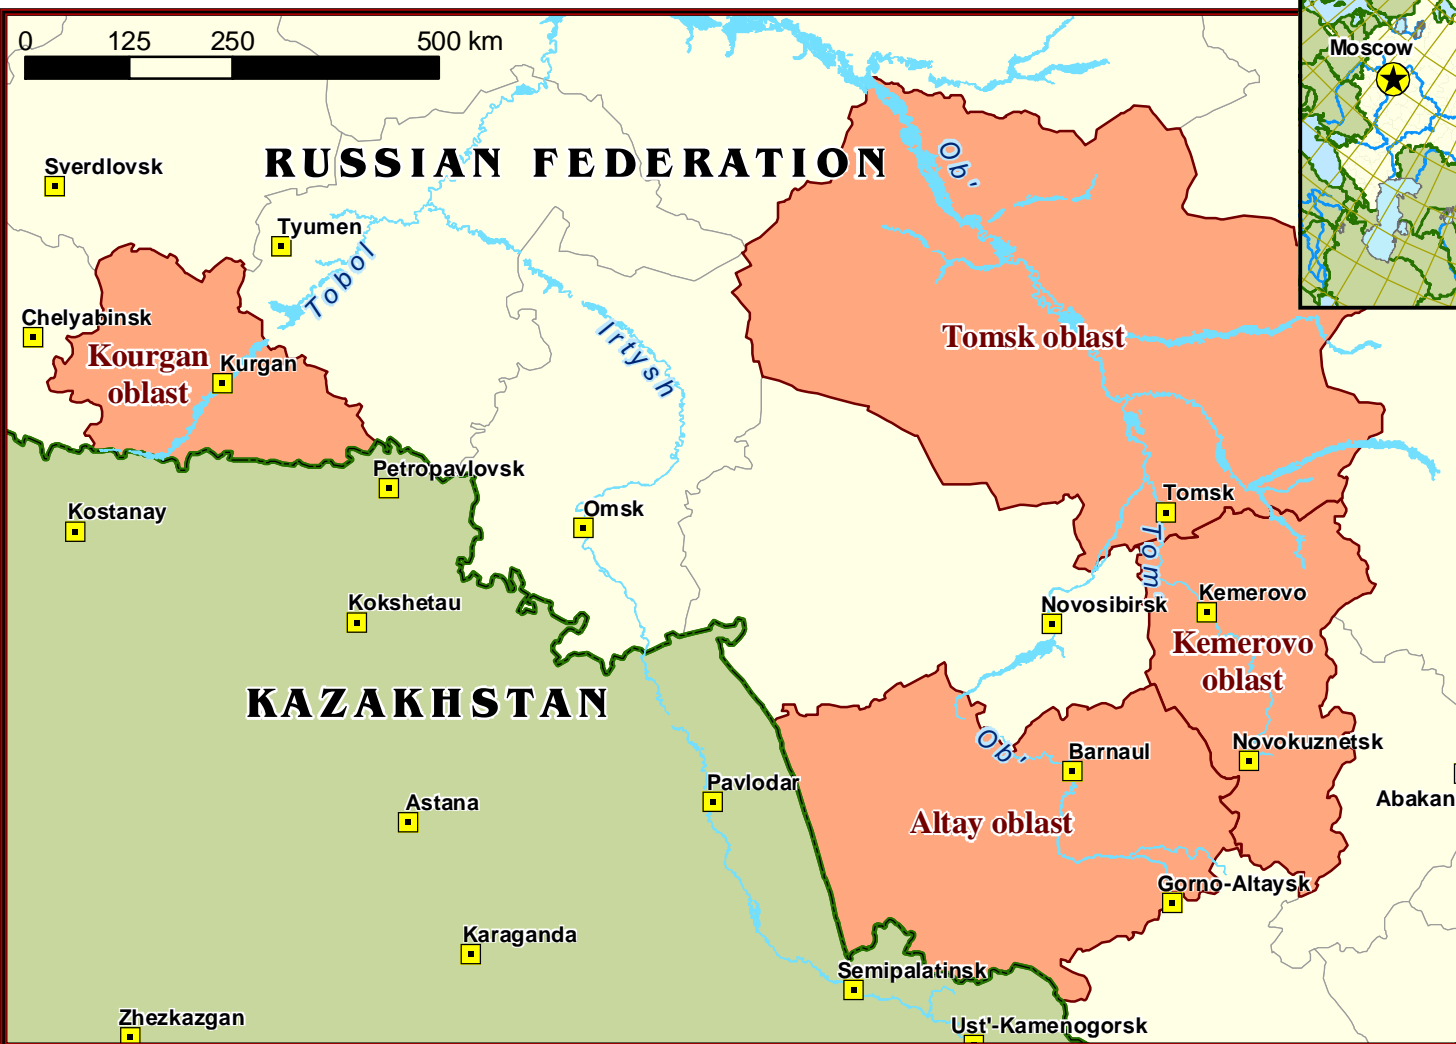 0 125 250 500 km
Moscow
Sverdlovsk
RUSSIAN FEDERATION
Ob'
Tyumen
Tobol
Chelyabinsk
Irtysh
Tomsk oblast
Kourgan
oblast
Kurgan
Petropavlovsk
Kostanay
Omsk
Tomsk
Tom'
Kokshetau
Novosibirsk
Kemerovo
Kemerovo
oblast
KAZAKHSTAN
Ob'
Barnaul
Novokuznetsk
Pavlodar
Abakan
Astana
Altay oblast
Gorno-Altaysk
Karaganda
Semipalatinsk
Zhezkazgan
Ust'-Kamenogorsk